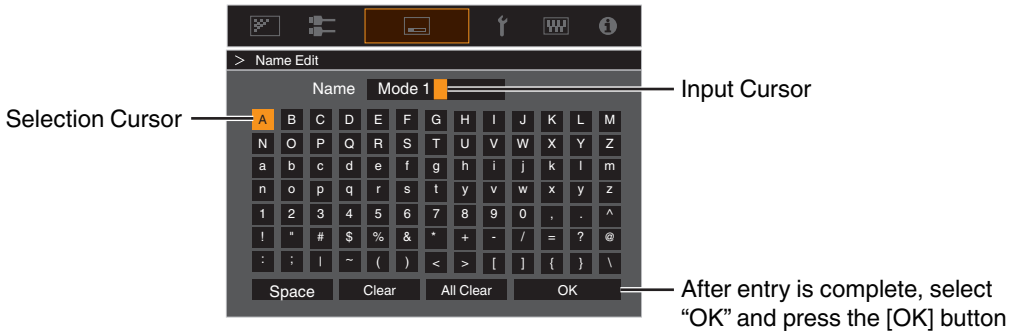 > Name Edit
Name Mode 1
Input Cursor
Selection Cursor
A B C D E F G H I J K L M
N O P Q R S T U V W X Y Z
a b c d e f g h i j k l m
n o p q r s t y v w x y z
1 2 3 4 5 6 7 8 9 0 , . ^
! " # $ % & * + - / = ? @
: ; | ~ ( ) < > [ ] { } \
Space Clear All Clear OK
After entry is complete, select
“OK” and press the [OK] button